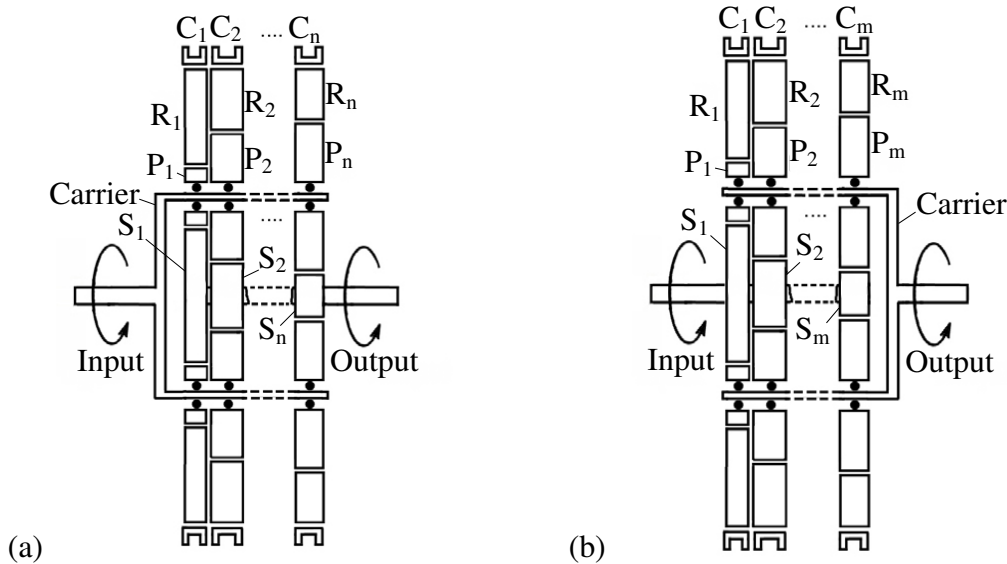 C₁ C₂ .... Cₙ
R₁
R₂
Rₙ
P₁
P₂
Pₙ
Carrier
S₁
....
S₂
Sₙ
Input
Output
(a)
C₁ C₂ .... Cₘ
R₁
R₂
Rₘ
P₁
P₂
Pₘ
Carrier
S₁
....
S₂
Sₘ
Input
Output
(b)